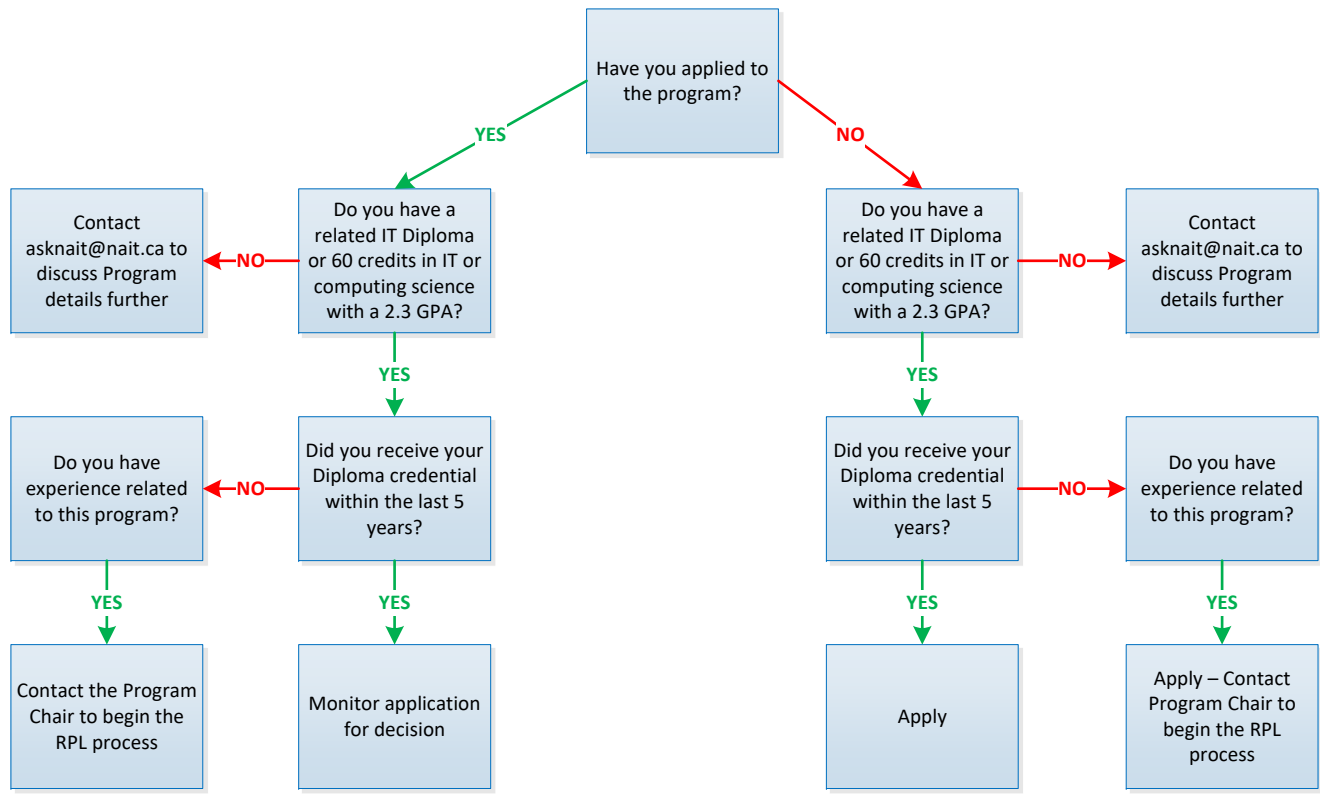 Have you applied to
the program?
YES
NO
Contact
asknait@nait.ca to
discuss Program
details further
NO
Do you have a
related IT Diploma
or 60 credits in IT or
computing science
with a 2.3 GPA?
Do you have a
related IT Diploma
or 60 credits in IT or
computing science
with a 2.3 GPA?
NO
Contact
asknait@nait.ca to
discuss Program
details further
YES
YES
Do you have
experience related
to this program?
NO
Did you receive your
Diploma credential
within the last 5
years?
Did you receive your
Diploma credential
within the last 5
years?
NO
Do you have
experience related
to this program?
YES
YES
YES
YES
Contact the Program
Chair to begin the
RPL process
Monitor application
for decision
Apply
Apply – Contact
Program Chair to
begin the RPL
process